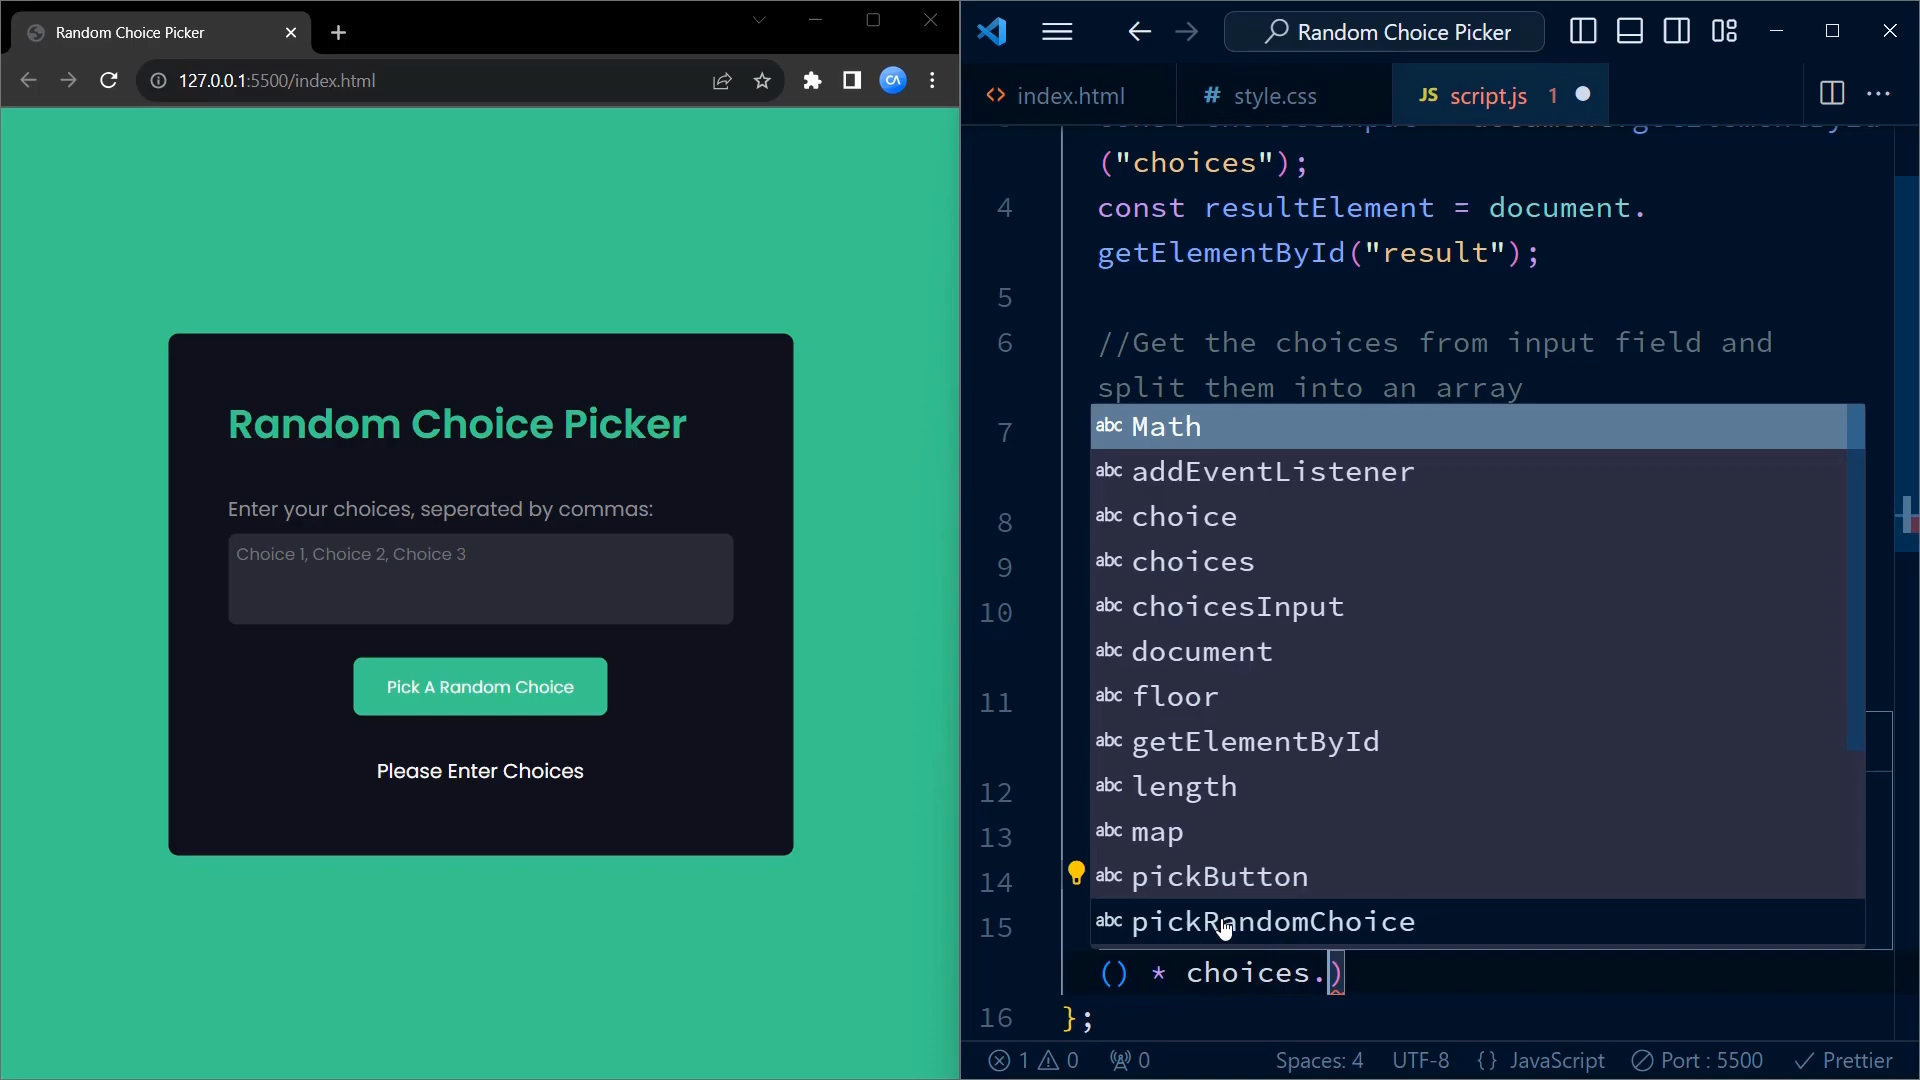 Random Choice Picker
127.0.0.1:5500/index.html
CA
Random Choice Picker
Enter your choices, seperated by commas:
Choice 1, Choice 2, Choice 3
Pick A Random Choice
Please Enter Choices
Random Choice Picker
<> index.html
# style.css
JS script.js 1
("choices");
4 const resultElement = document.
getElementById("result");
5
6 //Get the choices from input field and
split them into an array
7
8
9
10
11
12
13
14
15
abc Math
abc addEventListener
abc choice
abc choices
abc choicesInput
abc document
abc floor
abc getElementById
abc length
abc map
abc pickButton
abc pickRandomChoice
() * choices.)
16 };
1 0 0 Spaces: 4 UTF-8 {} JavaScript Port : 5500 Prettier